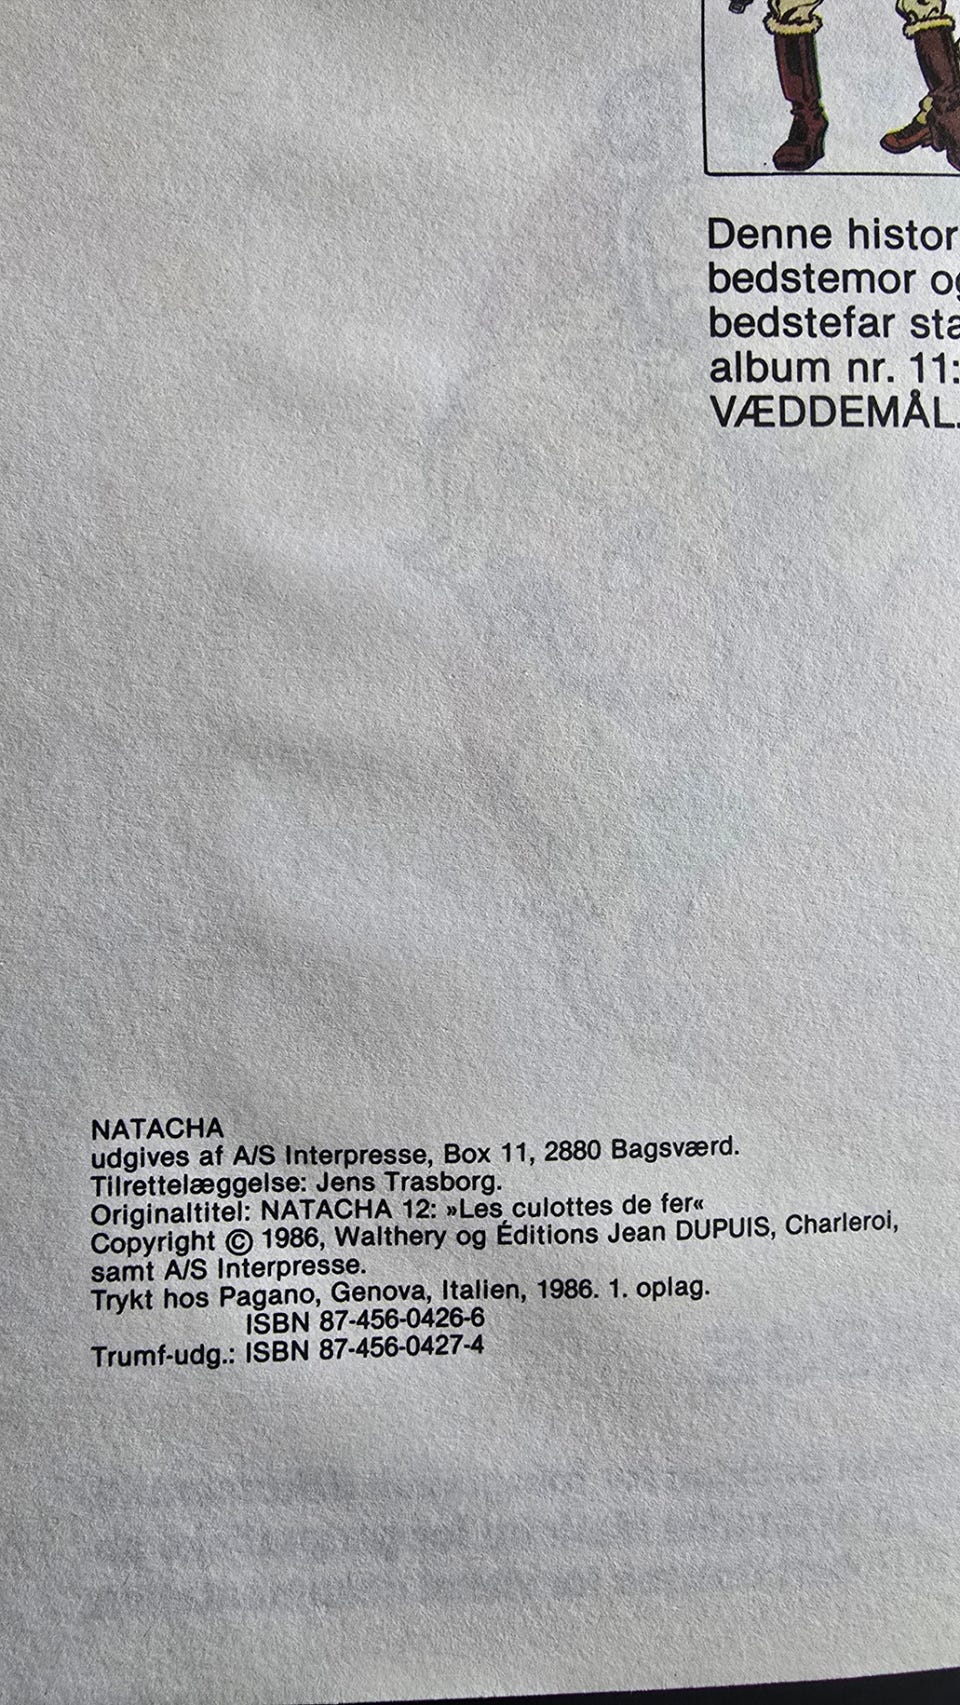 Denne histor
bedstemor og
bedstefar sta
album nr. 11:
VÆDDEMÅL.
NATACHA
udgives af A/S Interpresse, Box 11, 2880 Bagsværd.
Tilrettelæggelse: Jens Trasborg.
Originaltitel: NATACHA 12: »Les culottes de fer«
Copyright © 1986, Walthery og Éditions Jean DUPUIS, Charleroi,
samt A/S Interpresse.
Trykt hos Pagano, Genova, Italien, 1986. 1. oplag.
ISBN 87-456-0426-6
Trumf-udg.: ISBN 87-456-0427-4